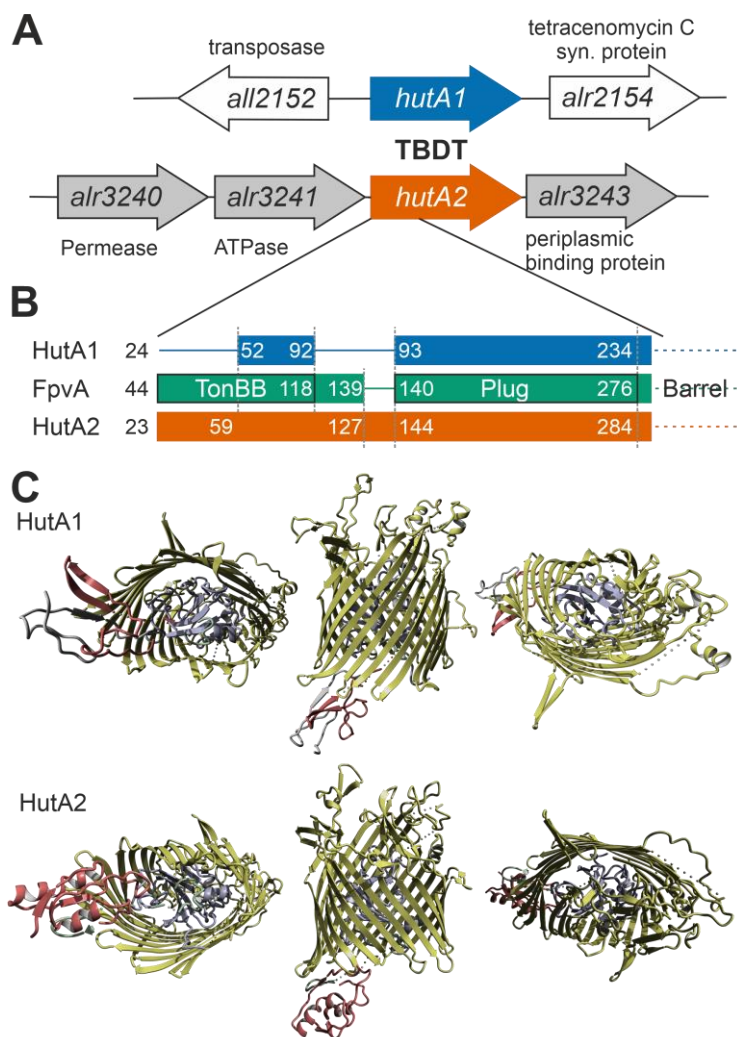 A
transposase
tetracenomycin C
syn. protein
all2152
hutA1
alr2154
TBDT
alr3240
alr3241
hutA2
alr3243
Permease
ATPase
periplasmic
binding protein
B
HutA1 24 52 92 93 234
FpvA 44 TonBB 118 139 140 Plug 276 Barrel
HutA2 23 59 127 144 284
C
HutA1
HutA2